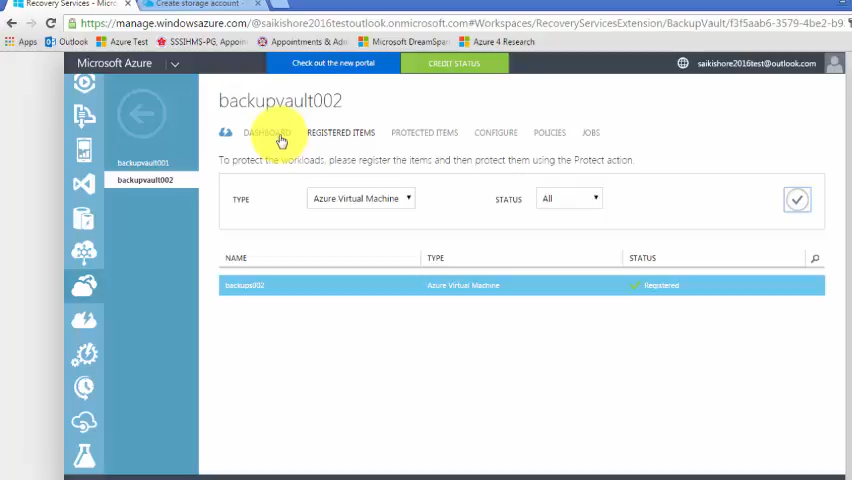 Recovery Services - Micr
Create storage account -
https://manage.windowsazure.com/@saikishore2016testoutlook.onmicrosoft.com#Workspaces/RecoveryServicesExtension/BackupVault/f3f5aab6-3579-4be2-b9
Apps Outlook Azure Test SSSIHMS-PG, Appoin Appointments & Adm Microsoft DreamSpar Azure 4 Research
Microsoft Azure Check out the new portal CREDIT STATUS saikishore2016test@outlook.com
backupvault002
DASHBOARD REGISTERED ITEMS PROTECTED ITEMS CONFIGURE POLICIES JOBS
To protect the workloads, please register the items and then protect them using the Protect action.
backupvault001
backupvault002
TYPE Azure Virtual Machine STATUS All
NAME TYPE STATUS
backups002 Azure Virtual Machine Registered